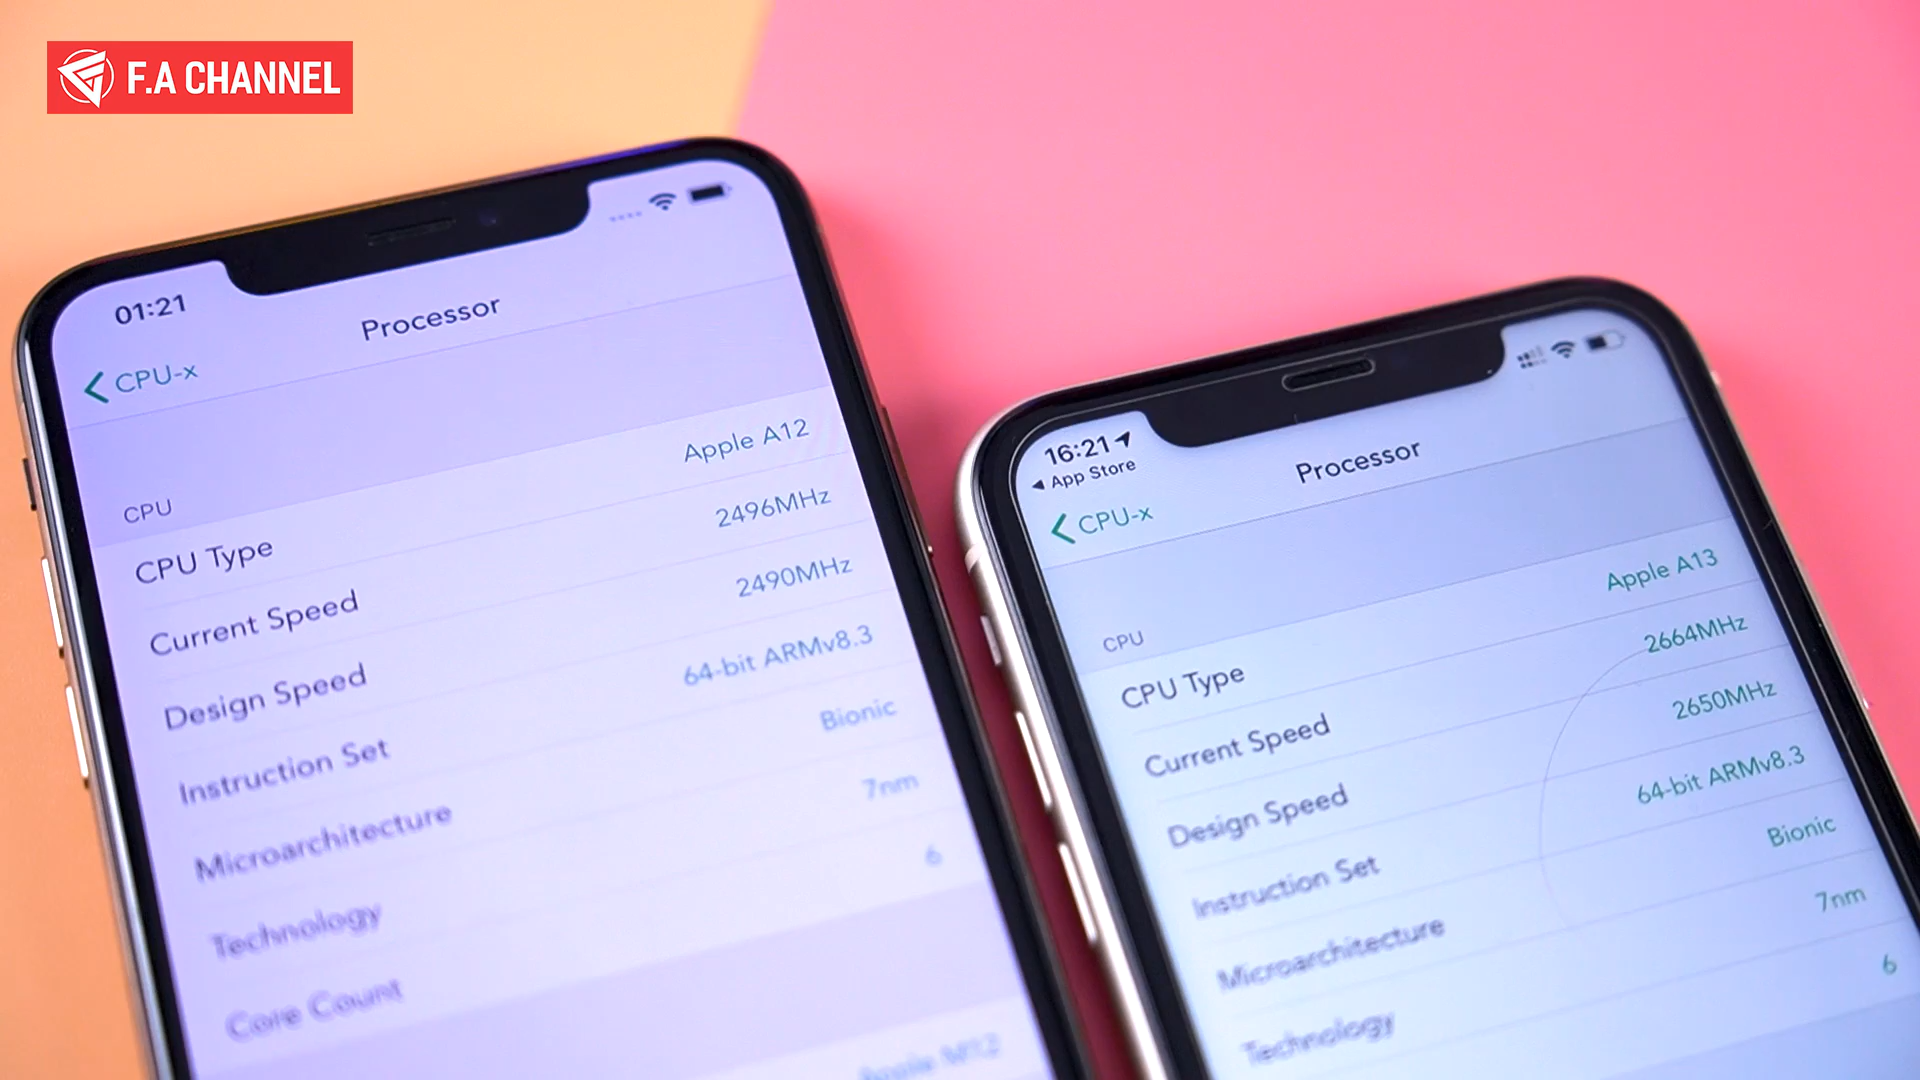 F.A CHANNEL
01:21
Processor
CPU-x
CPU
CPU Type Apple A12
Current Speed 2496MHz
Design Speed 2490MHz
Instruction Set 64-bit ARMv8.3
Microarchitecture Bionic
Technology 7nm
Core Count 6
Apple M12
16:21
App Store
Processor
CPU-x
CPU
CPU Type Apple A13
Current Speed 2664MHz
Design Speed 2650MHz
Instruction Set 64-bit ARMv8.3
Microarchitecture Bionic
Technology 7nm
6